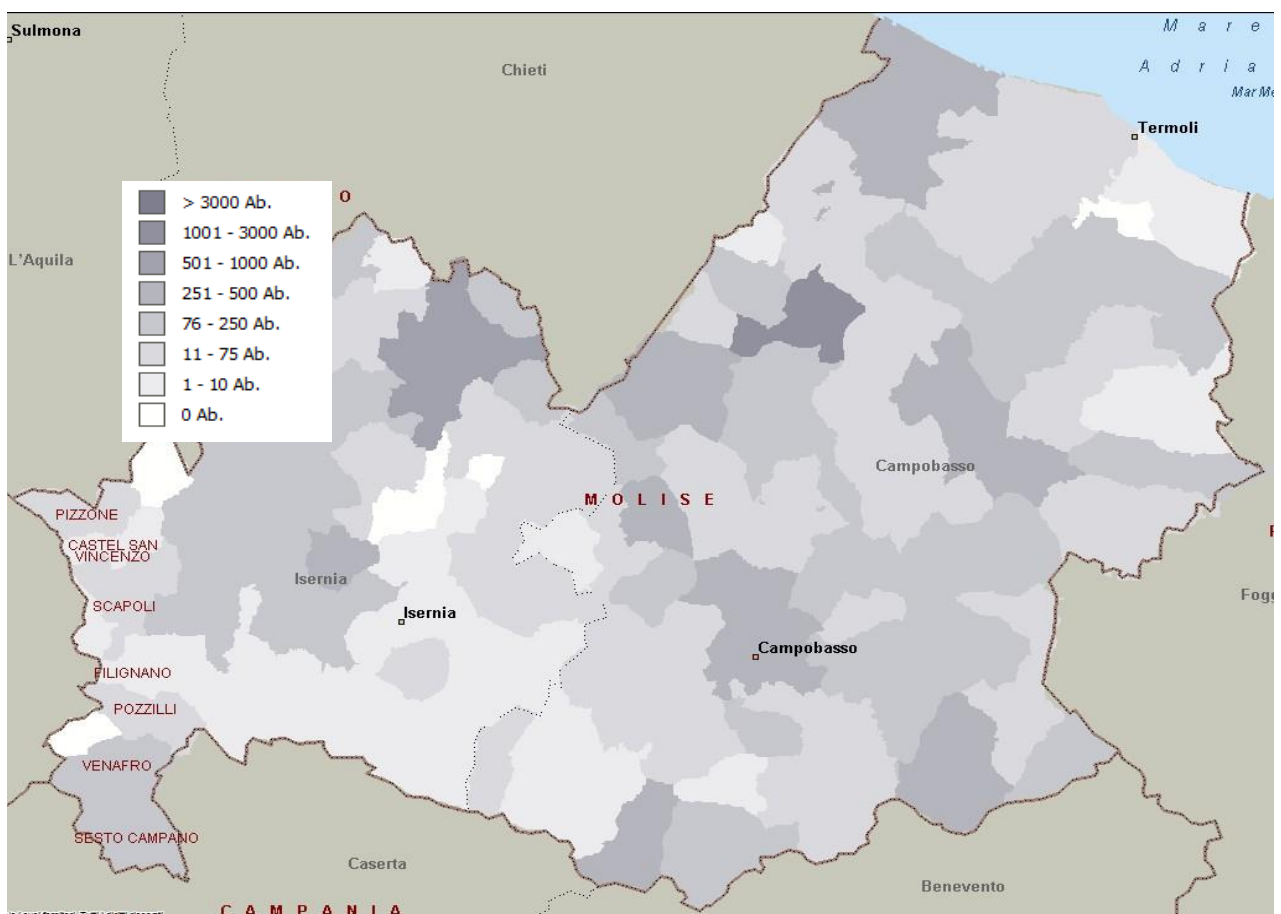 M a r e
Sulmona
A d r i a
Chieti
Mar Me
Termoli
> 3000 Ab.
O
1001 - 3000 Ab.
501 - 1000 Ab.
251 - 500 Ab.
76 - 250 Ab.
11 - 75 Ab.
1 - 10 Ab.
0 Ab.
L'Aquila
Campobasso
M O L I S E
PIZZONE
CASTEL SAN
VINCENZO
Isernia
SCAPOLI
Isernia
Fogg
Campobasso
FILIGNANO
POZZILLI
VENAFRO
SESTO CAMPANO
Caserta
Benevento
C A M P A N I A